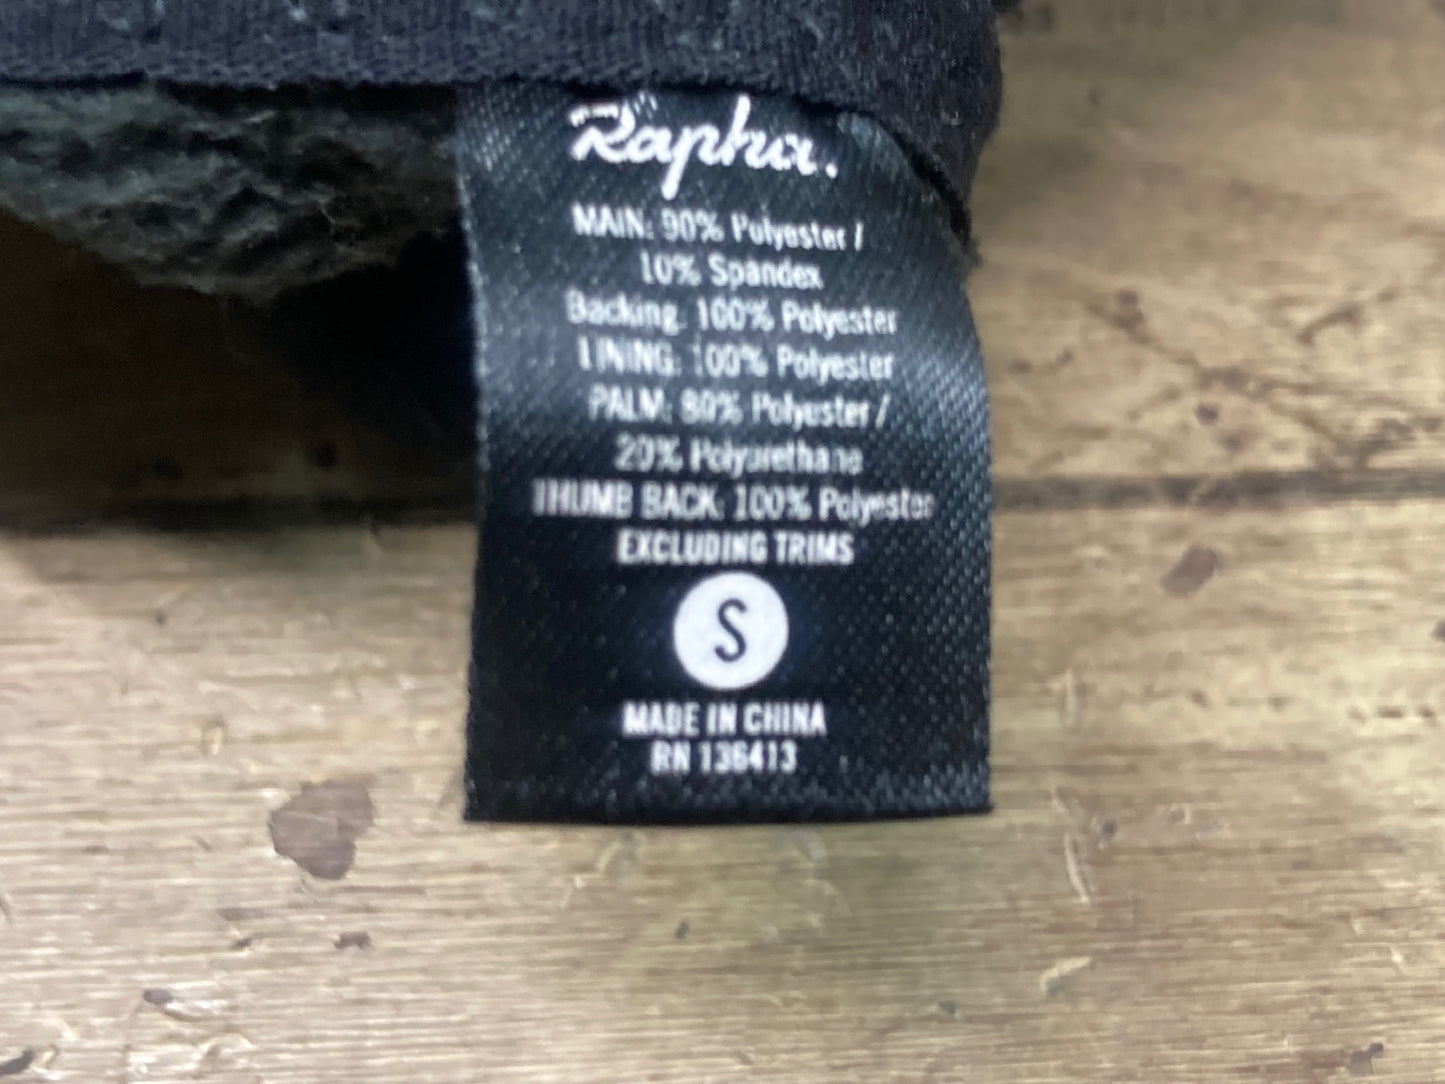 Rapha.
MAIN: 90% Polyester /
10% Spandex
Backing: 100% Polyester
LINING: 100% Polyester
PALM: 80% Polyester /
20% Polyurethane
THUMB BACK: 100% Polyester
EXCLUDING TRIMS
S
MADE IN CHINA
RN 136413